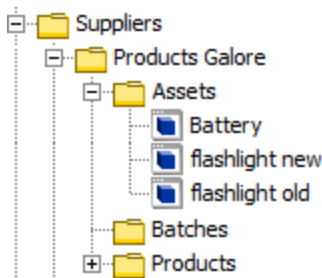 Suppliers
Products Galore
Assets
Battery
flashlight new
flashlight old
Batches
Products